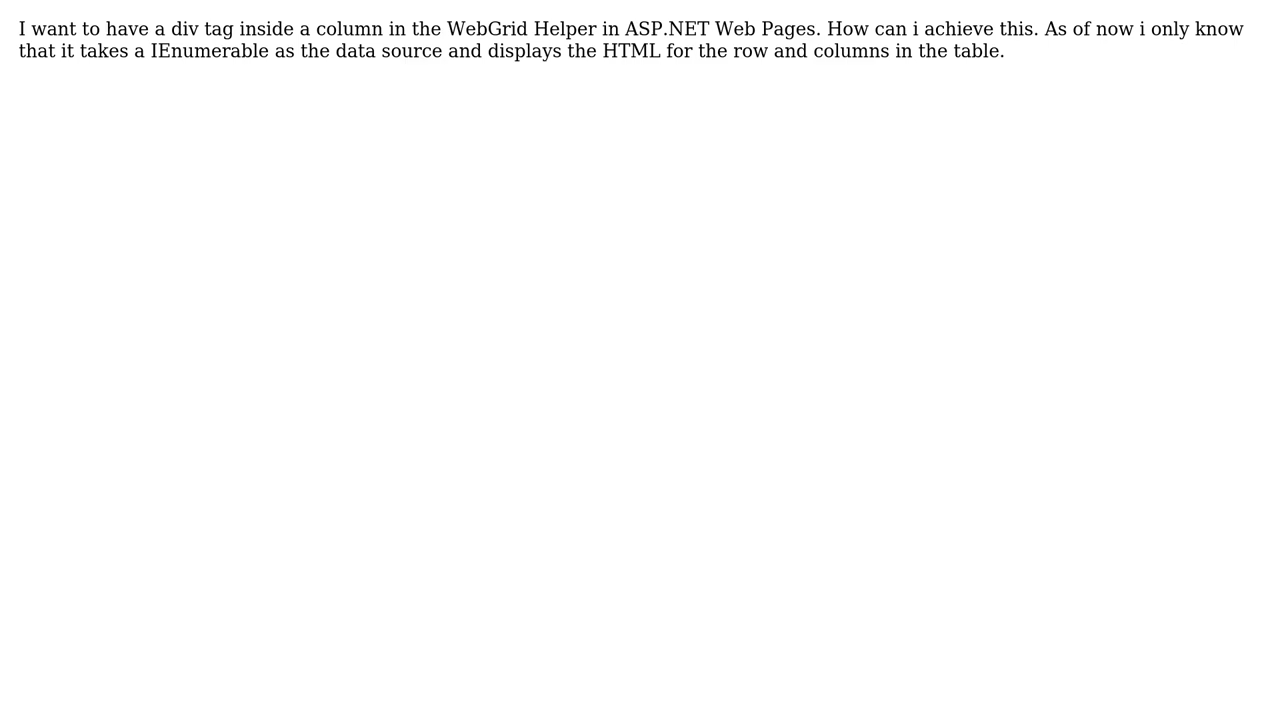 I want to have a div tag inside a column in the WebGrid Helper in ASP.NET Web Pages. How can i achieve this. As of now i only know
that it takes a IEnumerable as the data source and displays the HTML for the row and columns in the table.